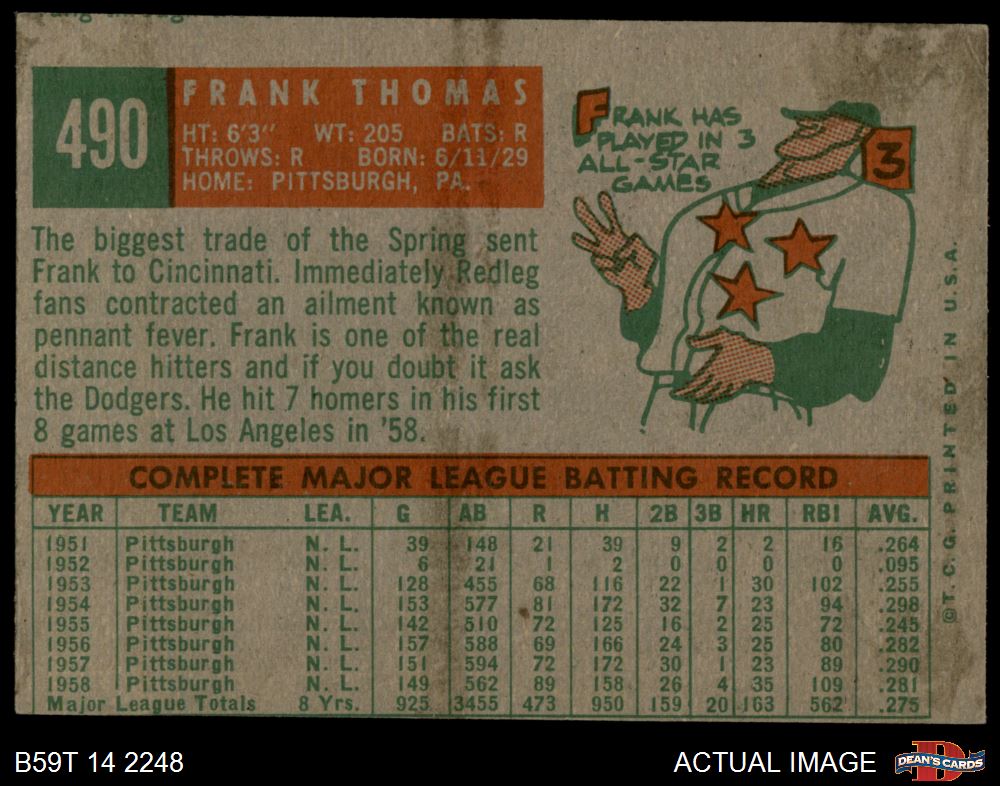 490
FRANK THOMAS
HT: 6'3" WT: 205 BATS: R
THROWS: R BORN: 6/11/29
HOME: PITTSBURGH, PA.
FRANK HAS
PLAYED IN 3
ALL-STAR
GAMES
3
The biggest trade of the Spring sent
Frank to Cincinnati. Immediately Redleg
fans contracted an ailment known as
pennant fever. Frank is one of the real
distance hitters and if you doubt it ask
the Dodgers. He hit 7 homers in his first
8 games at Los Angeles in '58.
©T. C. G. PRINTED IN U.S.A.
COMPLETE MAJOR LEAGUE BATTING RECORD
YEAR TEAM LEA. G AB R H 2B 3B HR RBI AVG.
1951 Pittsburgh N. L. 39 148 21 39 9 2 2 16 .264
1952 Pittsburgh N. L. 6 21 1 2 0 0 0 0 .095
1953 Pittsburgh N. L. 128 455 68 116 22 1 30 102 .255
1954 Pittsburgh N. L. 153 577 81 172 32 7 23 94 .298
1955 Pittsburgh N. L. 142 510 72 125 16 2 25 72 .245
1956 Pittsburgh N. L. 157 588 69 166 24 3 25 80 .282
1957 Pittsburgh N. L. 151 594 72 172 30 1 23 89 .290
1958 Pittsburgh N. L. 149 562 89 158 26 4 35 109 .281
Major League Totals 8 Yrs. 925 3455 473 950 159 20 163 562 .275
B59T 14 2248
ACTUAL IMAGE
D
DEAN'S CARDS